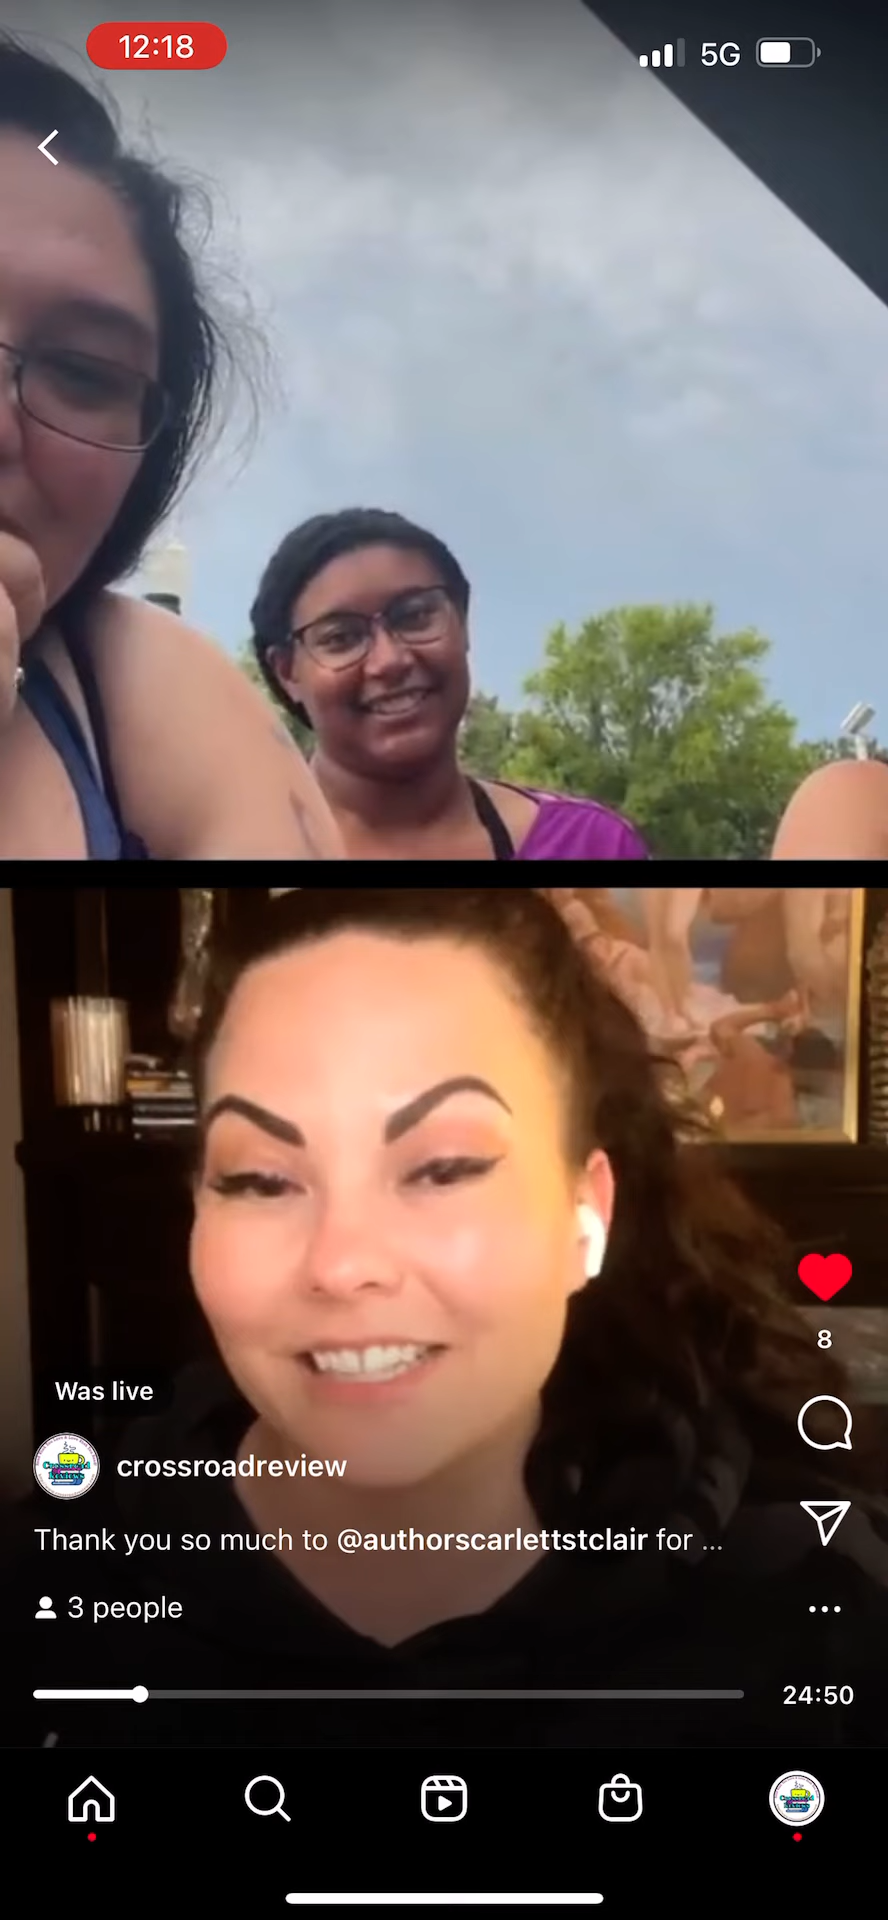 12:18
5G
8
Was live
crossroadreview
Thank you so much to @authorscarlettstclair for ...
3 people
24:50